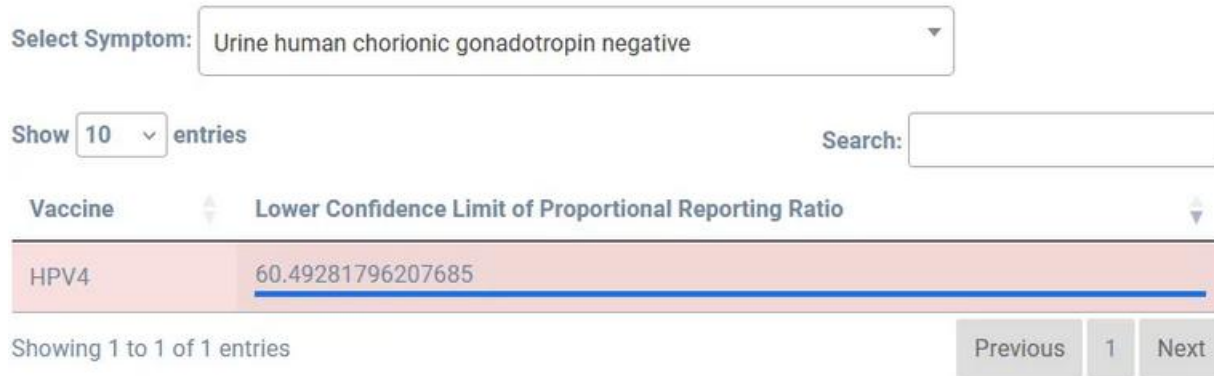 Select Symptom: Urine human chorionic gonadotropin negative
Show 10 entries Search:
Vaccine Lower Confidence Limit of Proportional Reporting Ratio
HPV4 60.49281796207685
Showing 1 to 1 of 1 entries Previous 1 Next